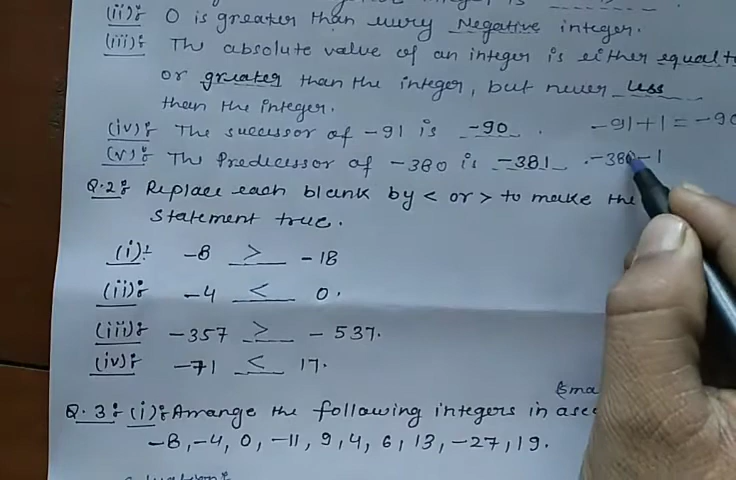 (ii): 0 is greater than every Negative integer.
(iii): The absolute value of an integer is either equal to
or greater than the integer, but never less
than the integer.
(iv): The successor of -91 is -90. -91+1 = -90
(v): The Predecessor of -380 is -381. -380-1
Q.2: Replace each blank by < or > to make the
statement true.
(i): -8 > -18
(ii): -4 < 0.
(iii): -357 > -537.
(iv): -71 < 17.
Q.3: (i): Arrange the following integers in
-8, -4, 0, -11, 9, 4, 6, 13, -27, 19.